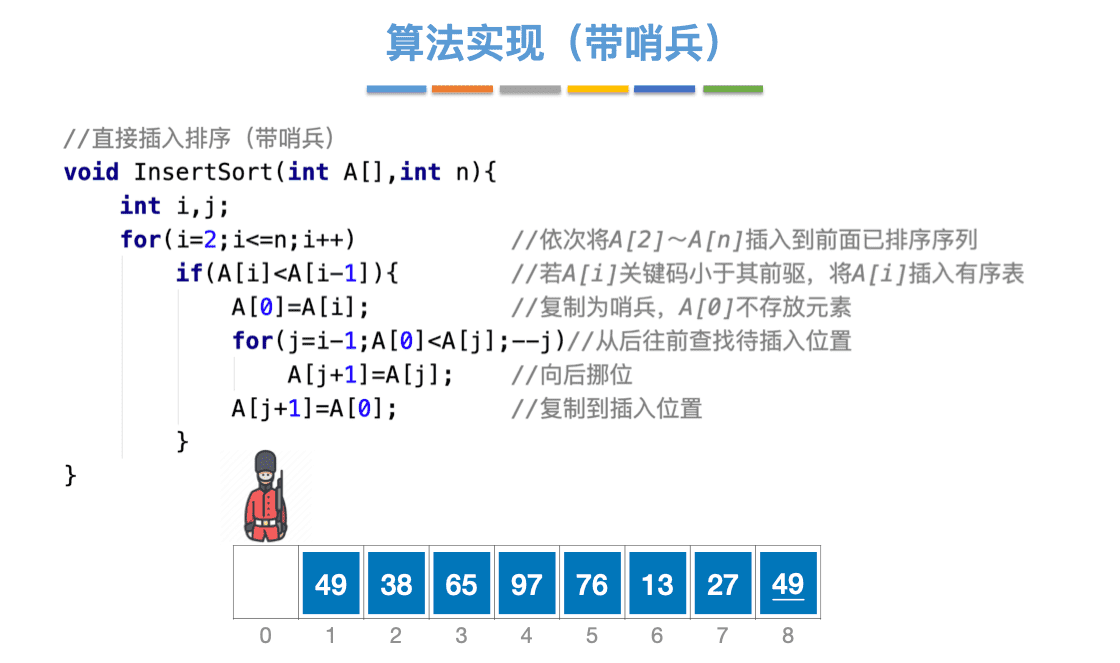 算法实现（带哨兵）
//直接插入排序（带哨兵）
void InsertSort(int A[],int n){
int i,j;
for(i=2;i<=n;i++) //依次将A[2]～A[n]插入到前面已排序序列
if(A[i]<A[i-1]){ //若A[i]关键码小于其前驱，将A[i]插入有序表
A[0]=A[i]; //复制为哨兵，A[0]不存放元素
for(j=i-1;A[0]<A[j];--j)//从后往前查找待插入位置
A[j+1]=A[j]; //向后挪位
A[j+1]=A[0]; //复制到插入位置
}
}
49 38 65 97 76 13 27 49
0 1 2 3 4 5 6 7 8